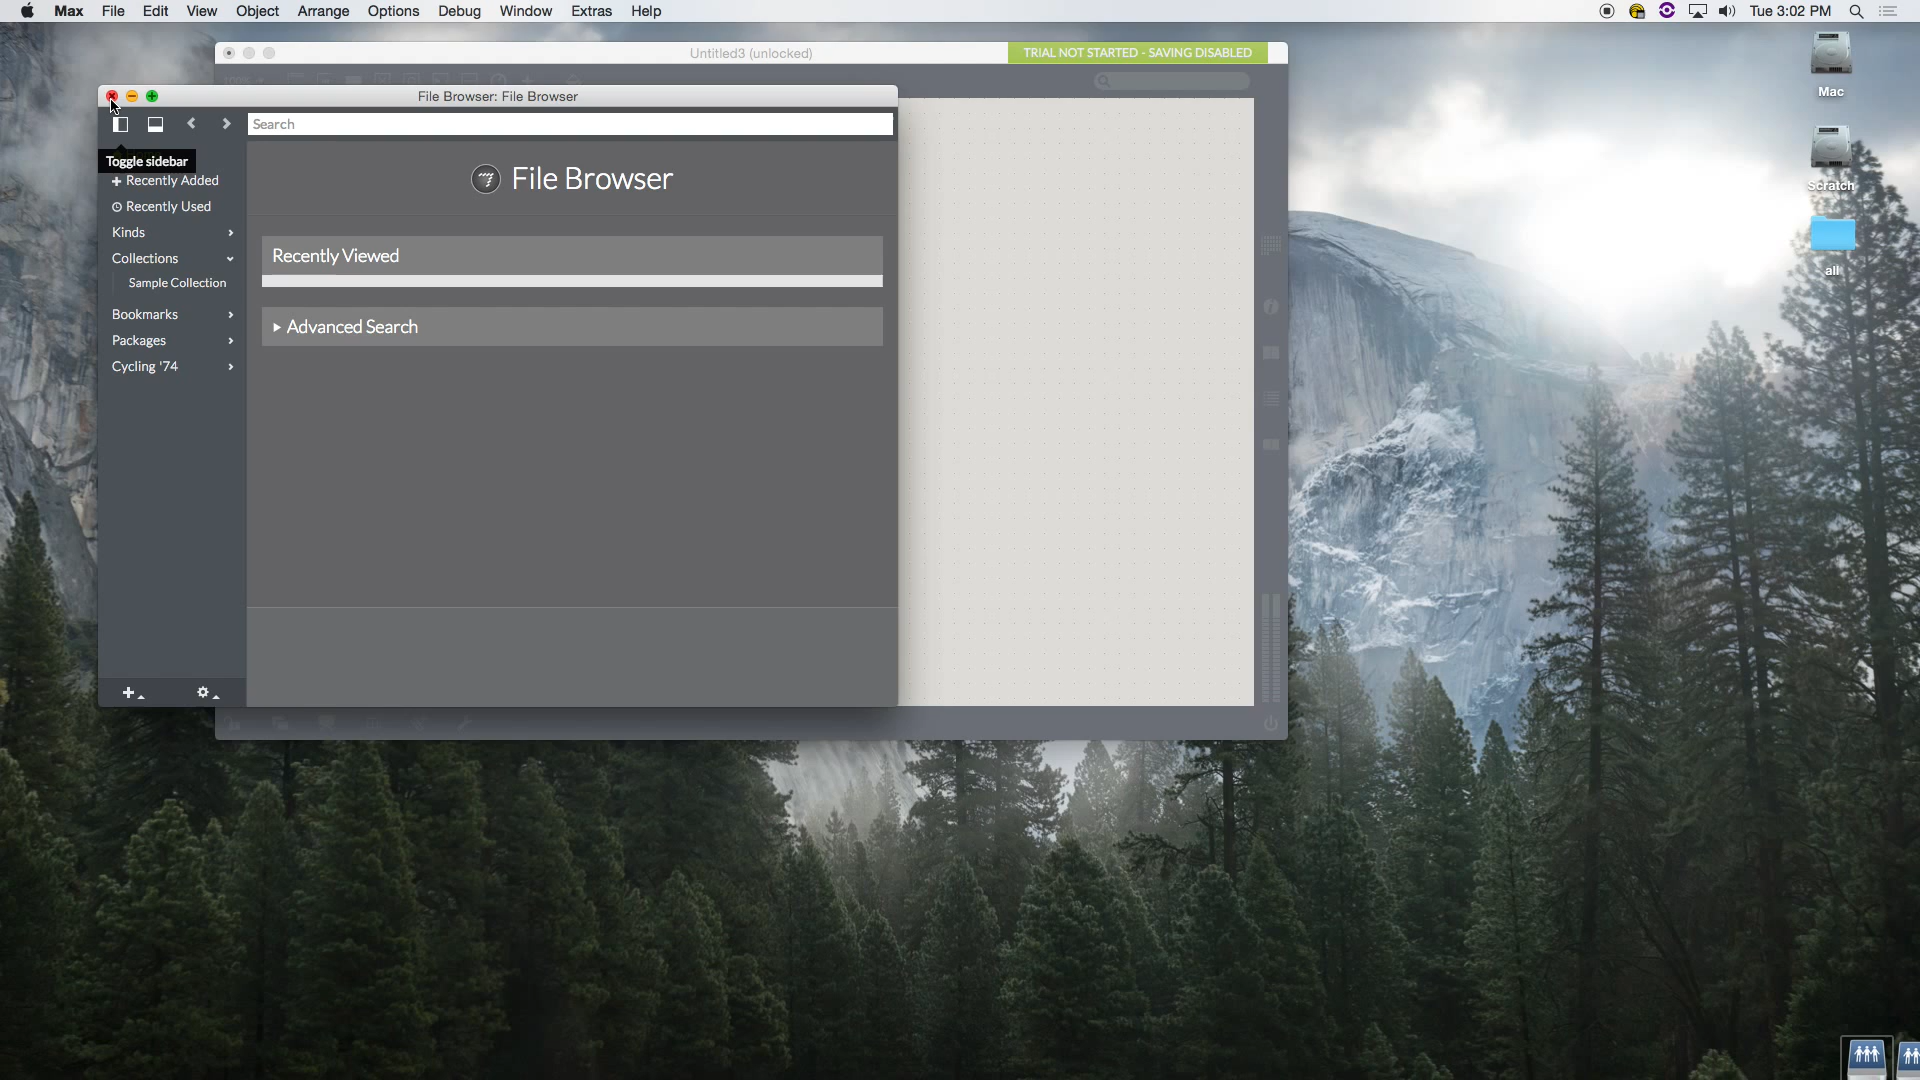 Max File Edit View Object Arrange Options Debug Window Extras Help Tue 3:02 PM
Untitled3 (unlocked) TRIAL NOT STARTED - SAVING DISABLED
Mac
File Browser: File Browser
Search
Toggle sidebar
File Browser
Recently Added
Scratch
Recently Used
Kinds
Recently Viewed
Collections
all
Sample Collection
Bookmarks
Advanced Search
Packages
Cycling '74